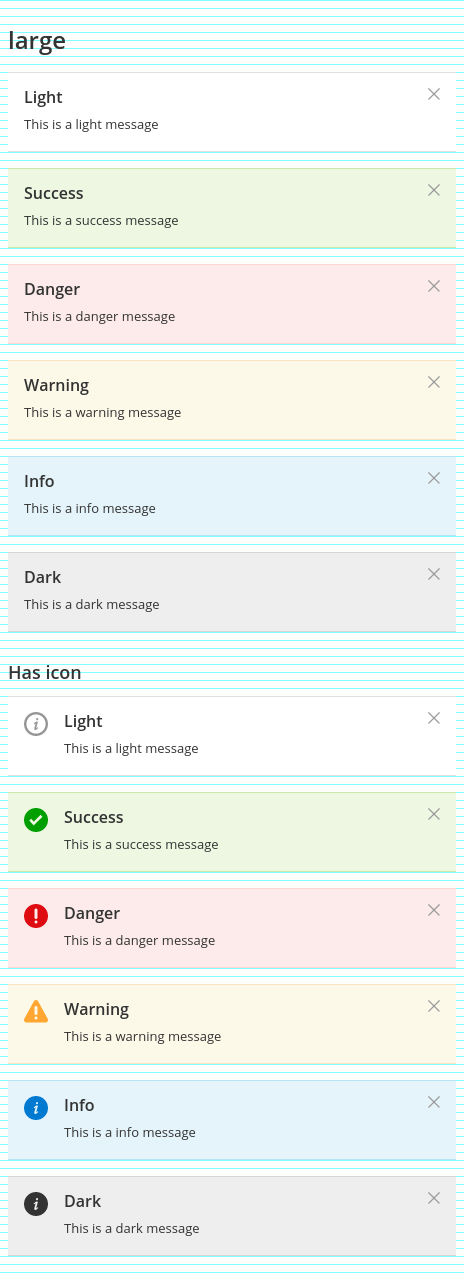 large
Light
This is a light message
Success
This is a success message
Danger
This is a danger message
Warning
This is a warning message
Info
This is a info message
Dark
This is a dark message
Has icon
Light
This is a light message
Success
This is a success message
Danger
This is a danger message
Warning
This is a warning message
Info
This is a info message
Dark
This is a dark message